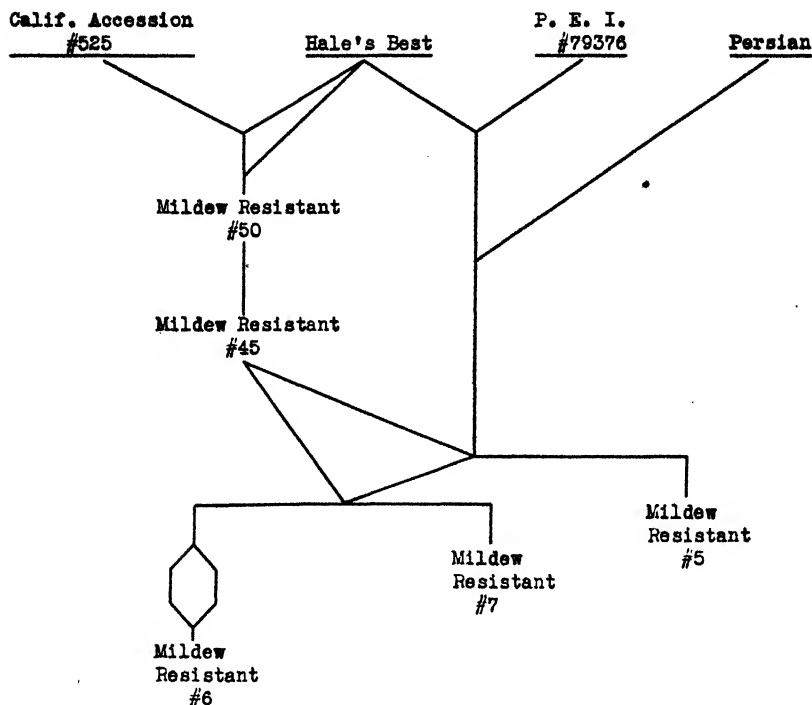 Calif. Accession
#525
Hale's Best
P. E. I.
#79376
Persian
Mildew Resistant
#50
Mildew Resistant
#45
Mildew
Resistant
#5
Mildew
Resistant
#7
Mildew
Resistant
#6